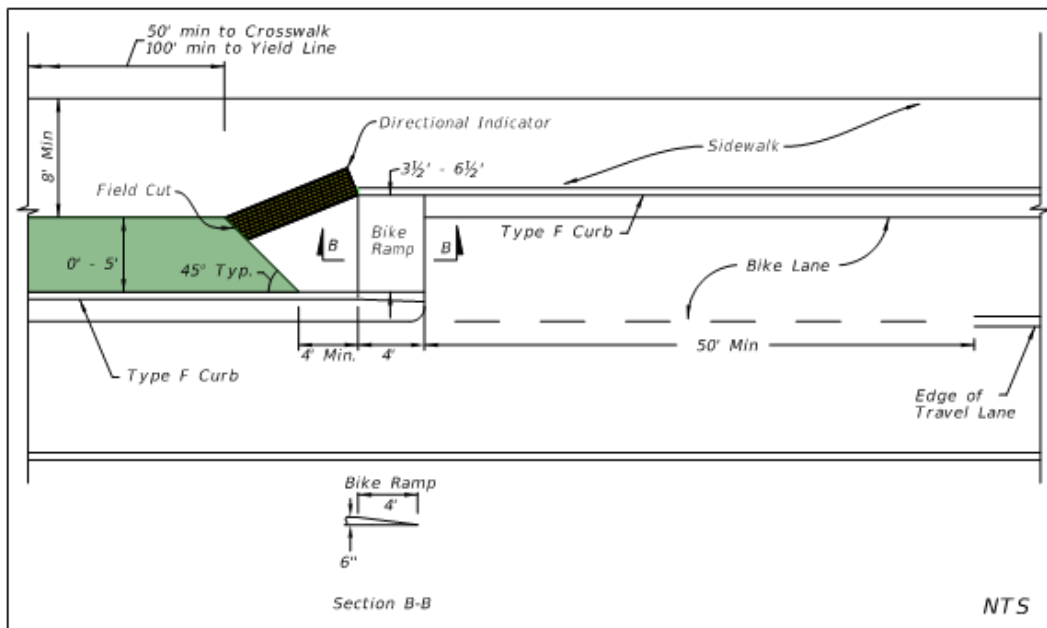 50' min to Crosswalk
100' min to Yield Line
Directional Indicator
Sidewalk
8' Min
3½' - 6½'
Field Cut
Type F Curb
B
Bike
Ramp
B
0' - 5'
45° Typ.
Bike Lane
4' Min.
4'
50' Min
Type F Curb
Edge of
Travel Lane
Bike Ramp
4'
6"
Section B-B
NTS